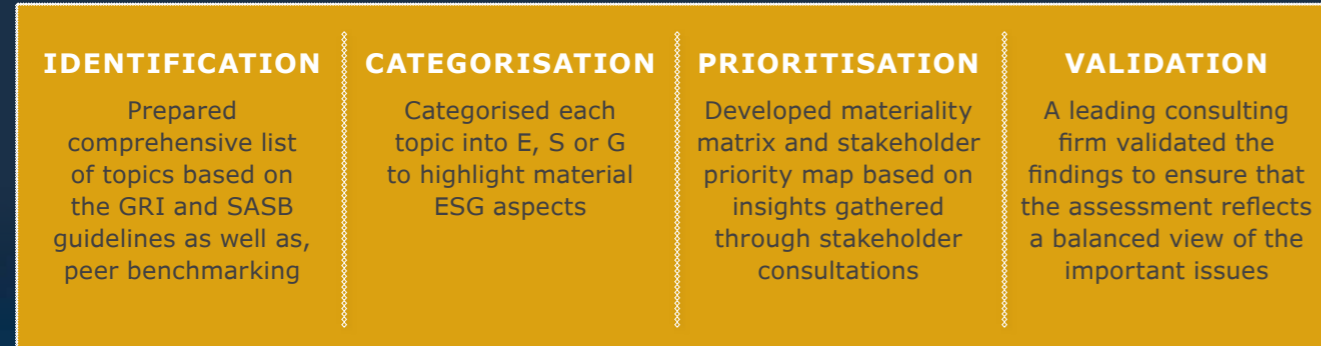 IDENTIFICATION
Prepared
comprehensive list
of topics based on
the GRI and SASB
guidelines as well as,
peer benchmarking
CATEGORISATION
Categorised each
topic into E, S or G
to highlight material
ESG aspects
PRIORITISATION
Developed materiality
matrix and stakeholder
priority map based on
insights gathered
through stakeholder
consultations
VALIDATION
A leading consulting
firm validated the
findings to ensure that
the assessment reflects
a balanced view of the
important issues